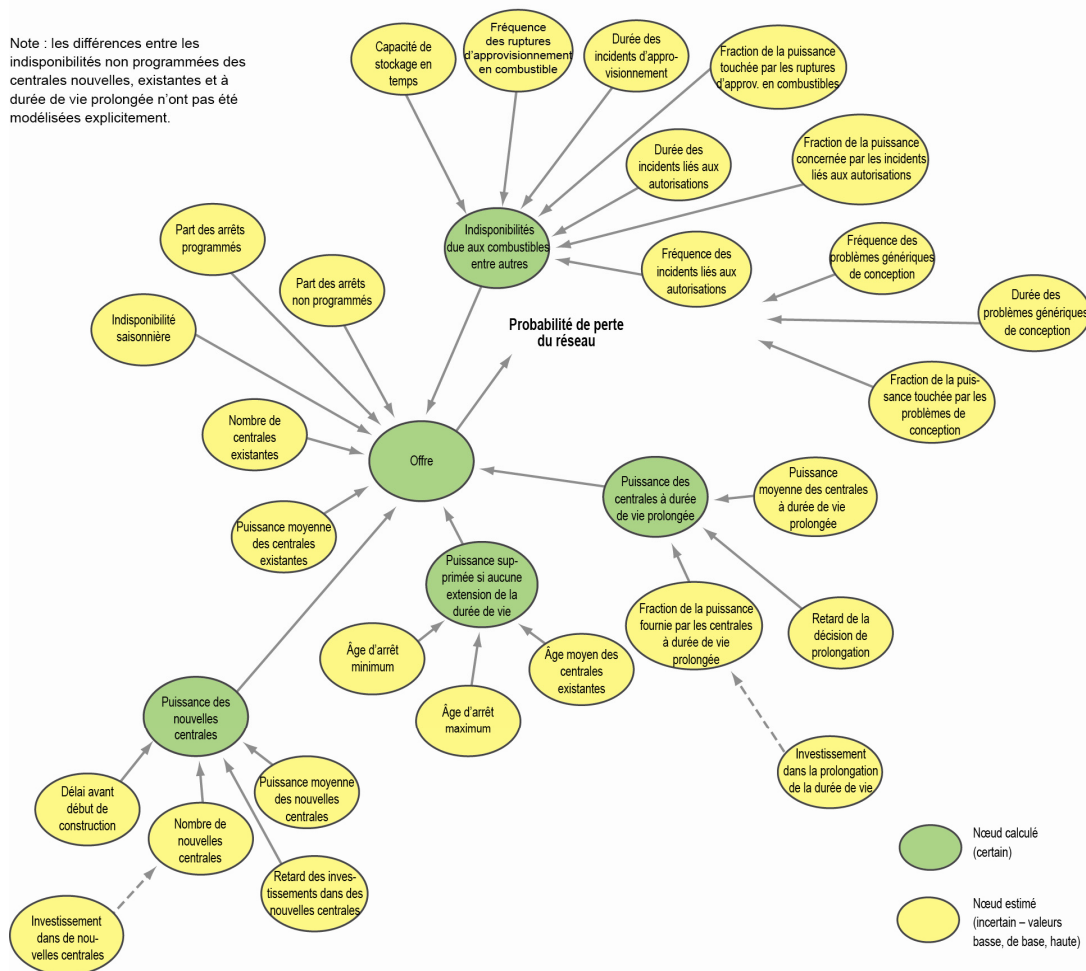 Note : les différences entre les
indisponibilités non programmées des
centrales nouvelles, existantes et à
durée de vie prolongée n'ont pas été
modélisées explicitement.
Capacité de
stockage en
temps
Fréquence
des ruptures
d'approvisionnement
en combustible
Durée des
incidents d'appro-
visionnement
Fraction de la puissance
touchée par les ruptures
d'approv. en combustibles
Durée des
incidents liés aux
autorisations
Fraction de la puissance
concernée par les incidents
liés aux autorisations
Part des arrêts
programmés
Indisponibilités
due aux combustibles
entre autres
Fréquence des
incidents liés aux
autorisations
Fréquence des
problèmes génériques
de conception
Part des arrêts
non programmés
Durée des
problèmes génériques
de conception
Indisponibilité
saisonnière
Probabilité de perte
du réseau
Fraction de la puis-
sance touchée par les
problèmes de
conception
Nombre de
centrales
existantes
Offre
Puissance des
centrales à durée
de vie prolongée
Puissance
moyenne des centrales
à durée de vie
prolongée
Puissance moyenne
des centrales
existantes
Puissance sup-
primée si aucune
extension de la
durée de vie
Fraction de la puissance
fournie par les centrales
à durée de vie
prolongée
Retard de la
décision de
prolongation
Âge d'arrêt
minimum
Âge moyen des
centrales
existantes
Âge d'arrêt
maximum
Puissance des
nouvelles
centrales
Investissement
dans la prolongation
de la durée de vie
Délai avant
début de
construction
Puissance moyenne
des nouvelles
centrales
Nombre de
nouvelles
centrales
Retard des inves-
tissements dans des
nouvelles centrales
Investissement
dans de nou-
velles centrales
Nœud calculé
(certain)
Nœud estimé
(incertain – valeurs
basse, de base, haute)